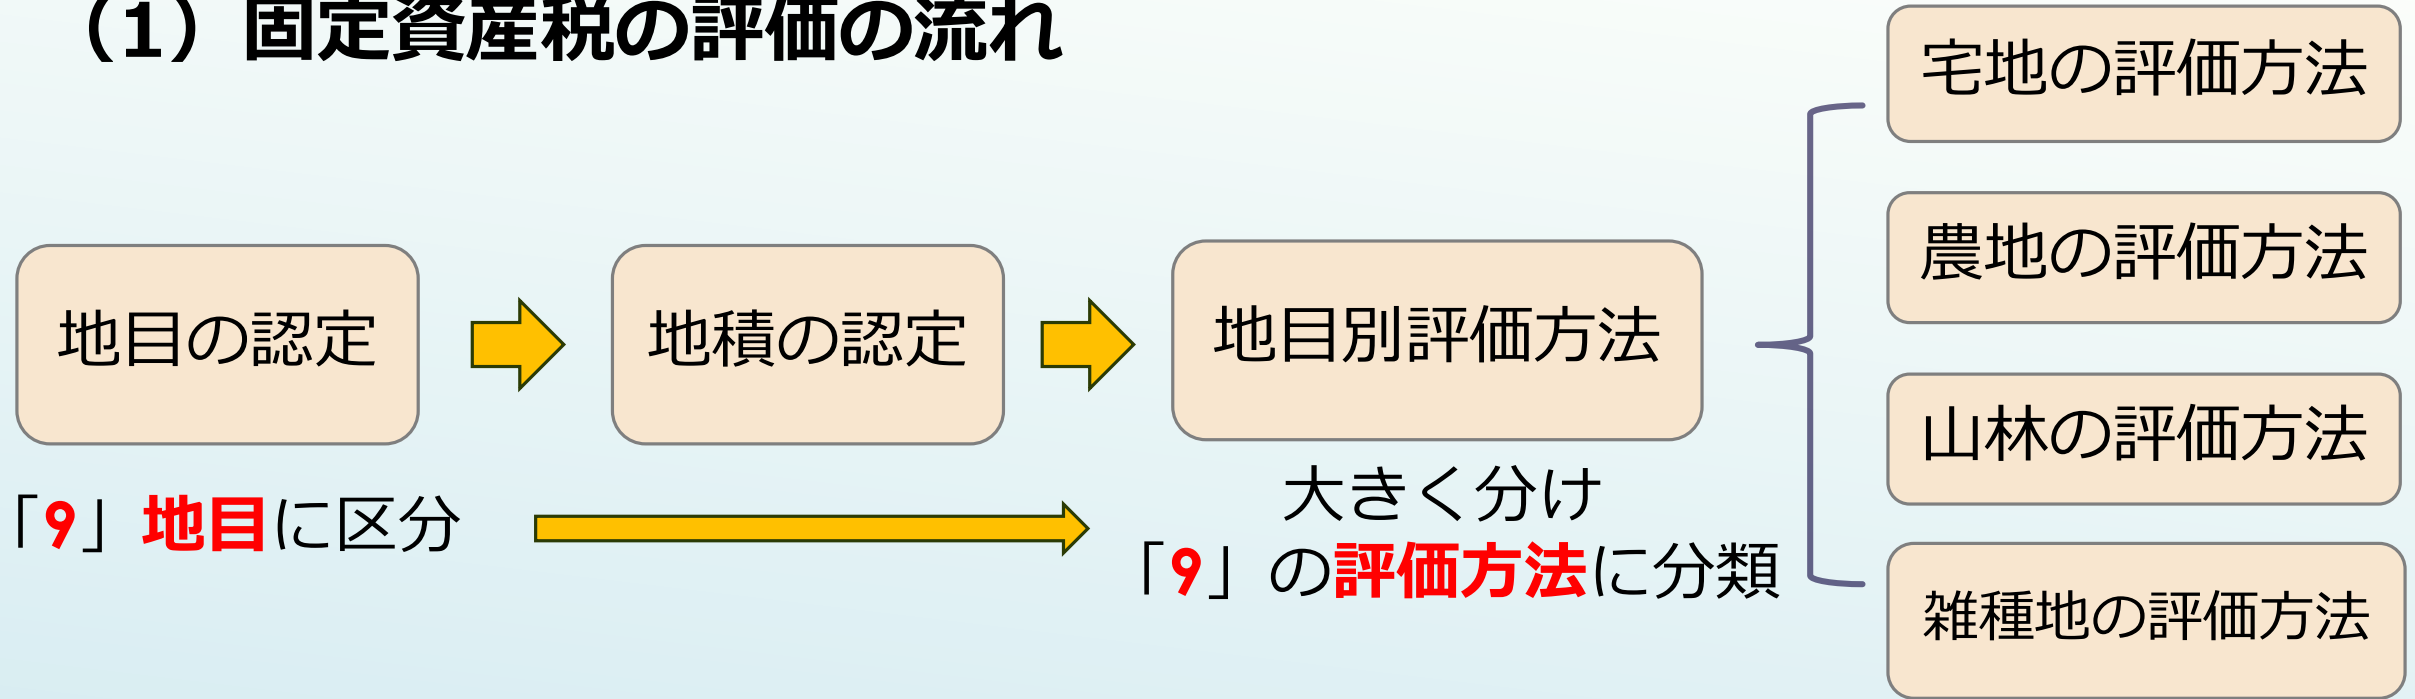 （1）固定資産税の評価の流れ
地目の認定
地積の認定
地目別評価方法
「9」地目に区分
大きく分け
「9」の評価方法に分類
宅地の評価方法
農地の評価方法
山林の評価方法
雑種地の評価方法